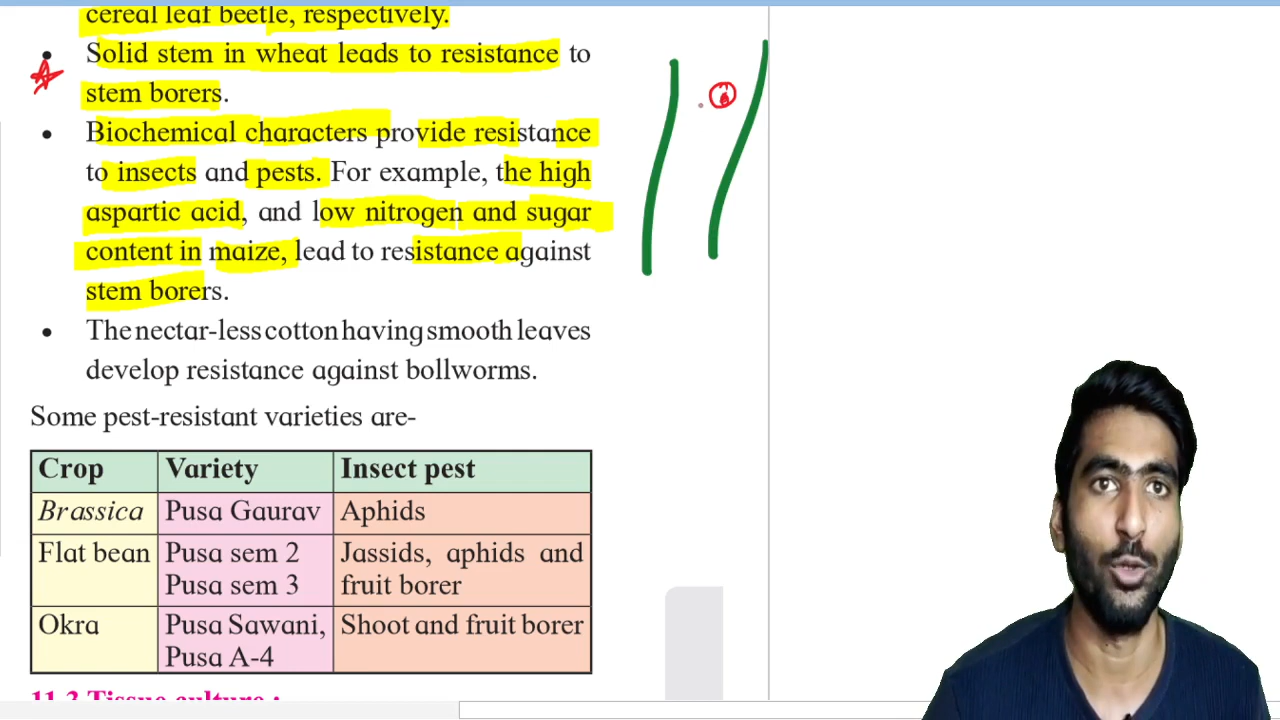 cereal leaf beetle, respectively.
• Solid stem in wheat leads to resistance to
stem borers.
• Biochemical characters provide resistance
to insects and pests. For example, the high
aspartic acid, and low nitrogen and sugar
content in maize, lead to resistance against
stem borers.
• The nectar-less cotton having smooth leaves
develop resistance against bollworms.
Some pest-resistant varieties are-
Crop Variety Insect pest
Brassica Pusa Gaurav Aphids
Flat bean Pusa sem 2 Jassids, aphids and
Pusa sem 3 fruit borer
Okra Pusa Sawani, Shoot and fruit borer
Pusa A-4
11.3 Tissue culture :